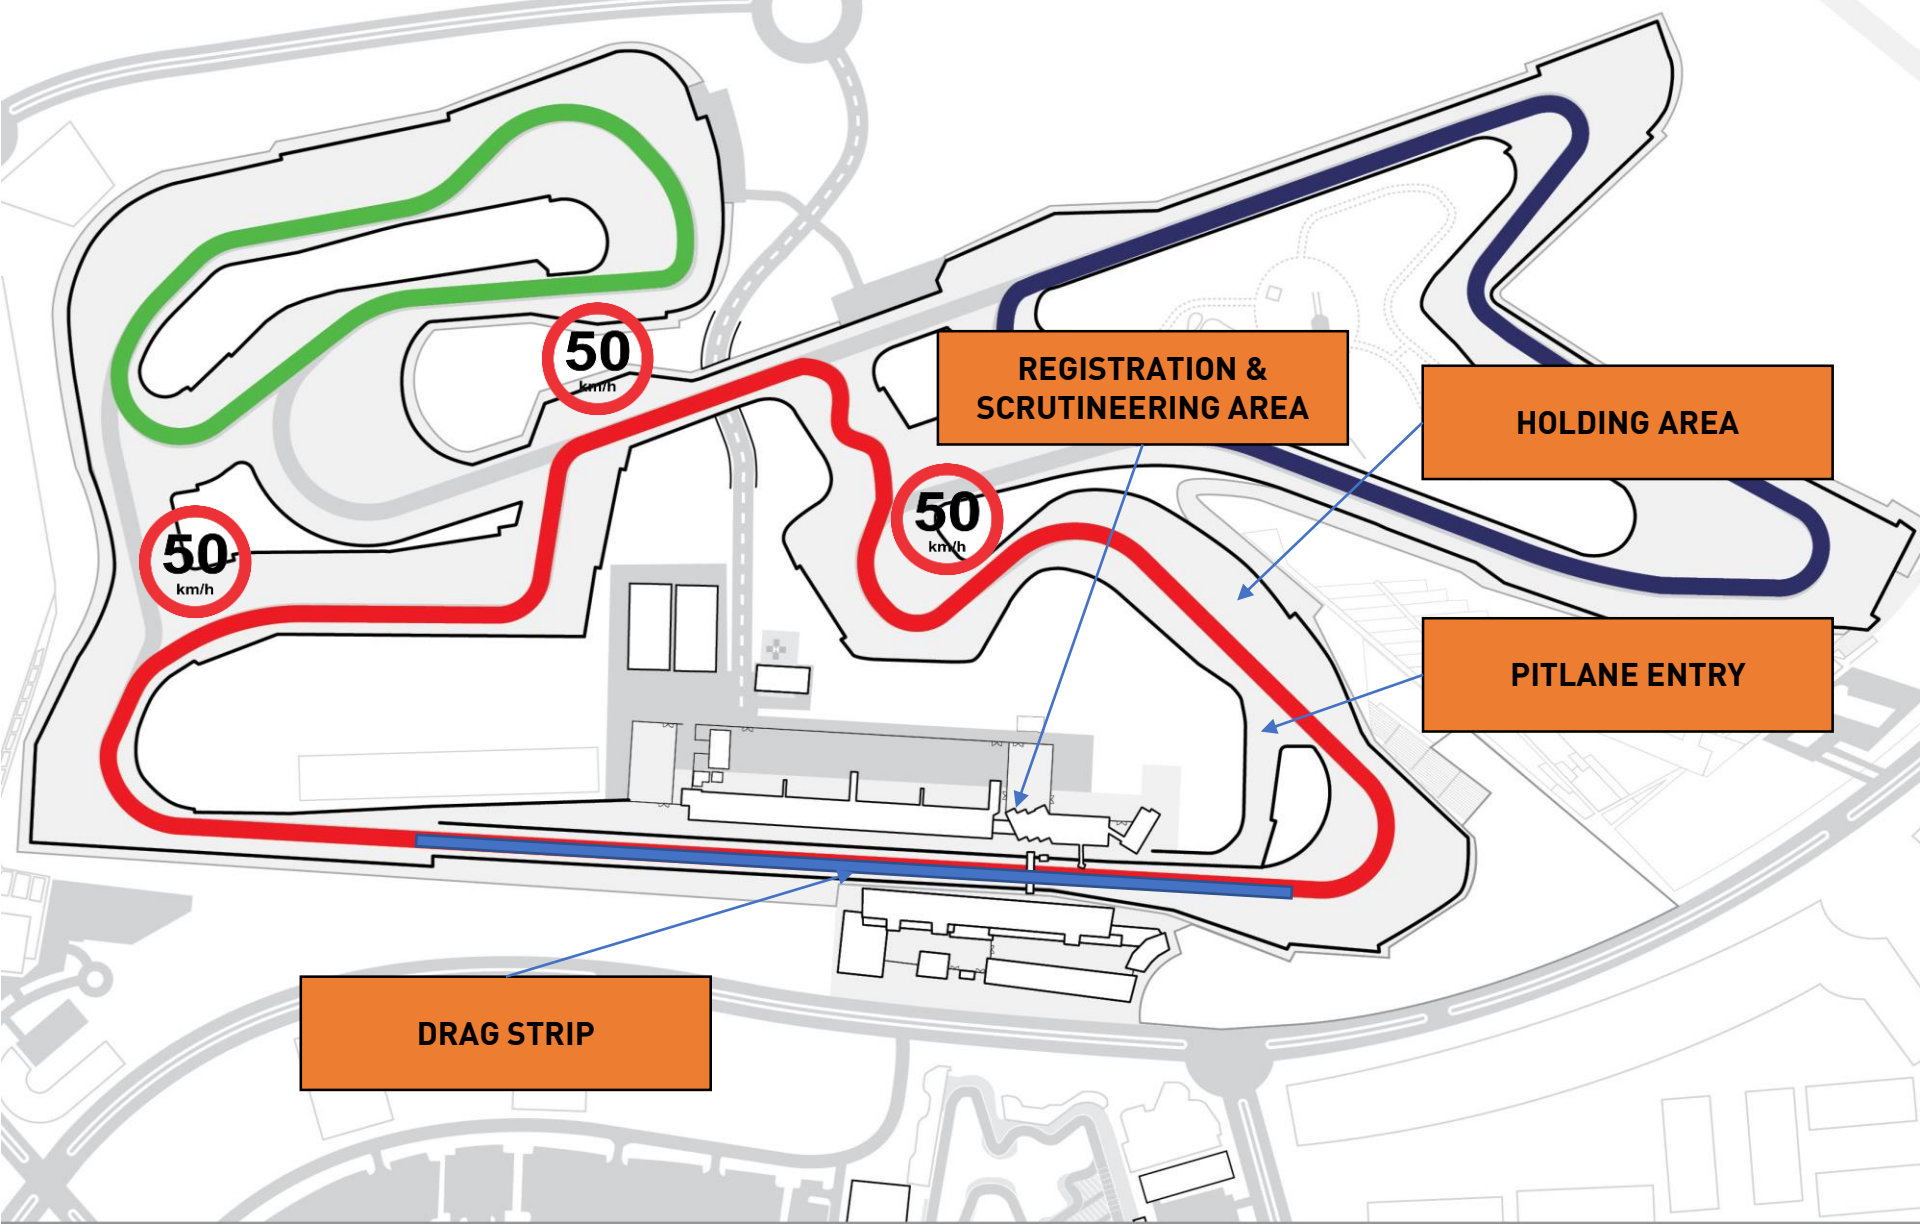 50
km/h
REGISTRATION &
SCRUTINEERING AREA
HOLDING AREA
50
km/h
50
km/h
PITLANE ENTRY
DRAG STRIP